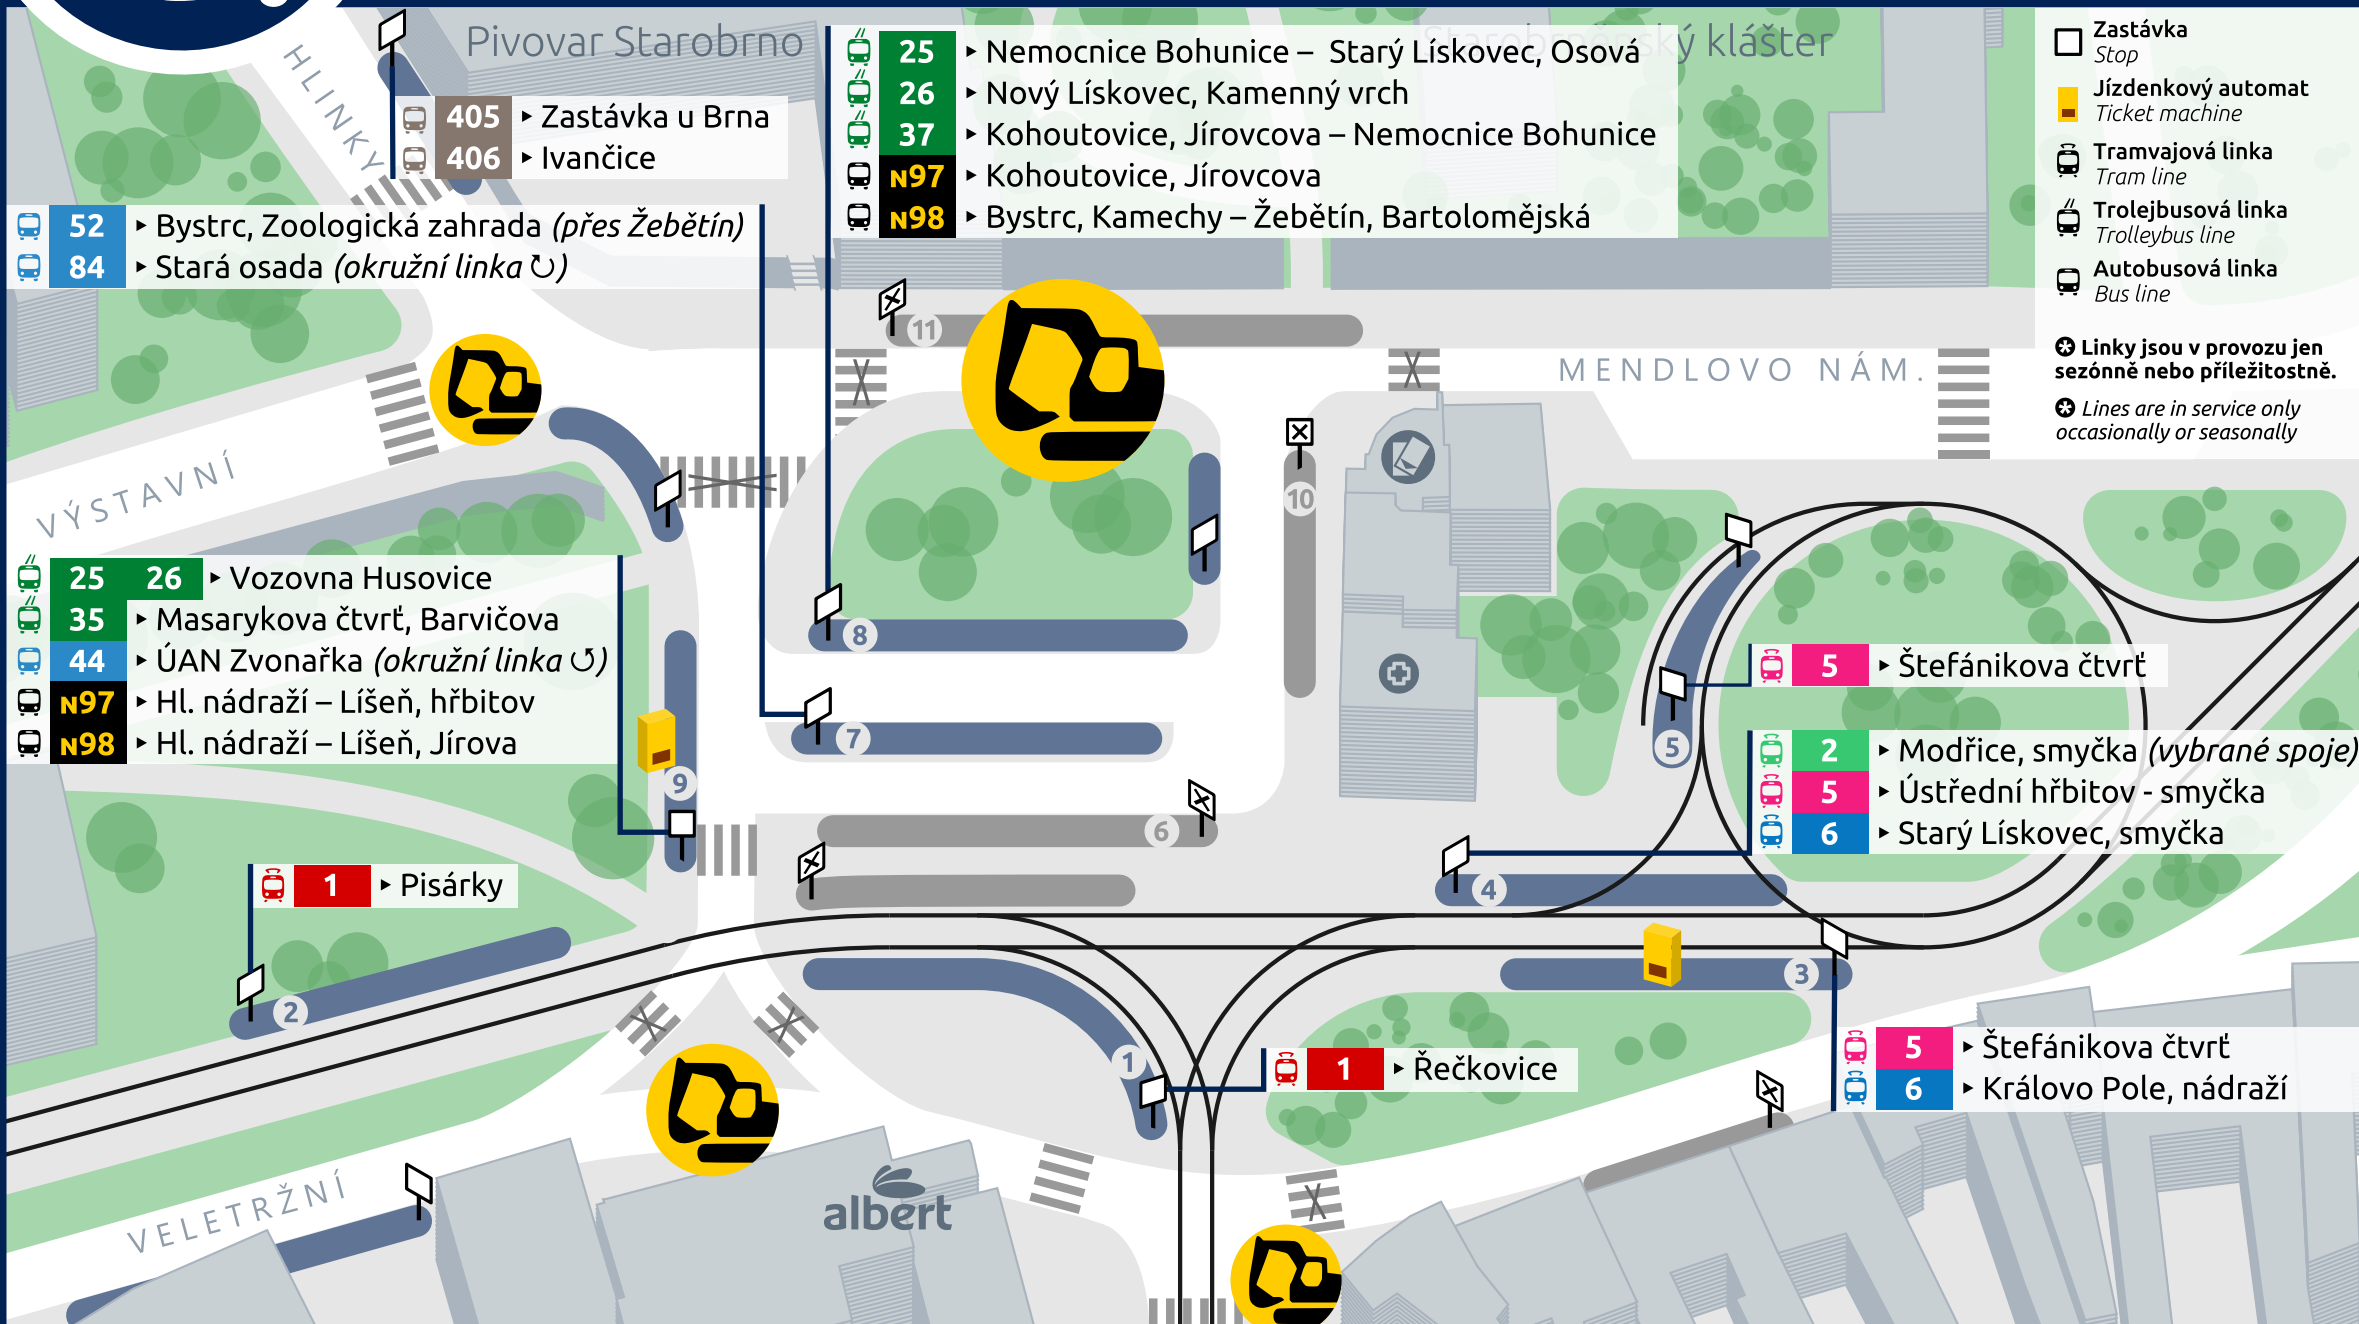 Pivovar Starobrno
Starobrněnský klášter
HLINKY
405 ‣ Zastávka u Brna
406 ‣ Ivančice
25 ‣ Nemocnice Bohunice – Starý Lískovec, Osová
26 ‣ Nový Lískovec, Kamenný vrch
37 ‣ Kohoutovice, Jírovcova – Nemocnice Bohunice
N97 ‣ Kohoutovice, Jírovcova
N98 ‣ Bystrc, Kamechy – Žebětín, Bartolomějská
Zastávka
Stop
Jízdenkový automat
Ticket machine
Tramvajová linka
Tram line
Trolejbusová linka
Trolleybus line
Autobusová linka
Bus line
Linky jsou v provozu jen
sezónně nebo příležitostně.
Lines are in service only
occasionally or seasonally
52 ‣ Bystrc, Zoologická zahrada (přes Žebětín)
84 ‣ Stará osada (okružní linka ↻)
11
MENDLOVO NÁM.
VÝSTAVNÍ
10
25 26 ‣ Vozovna Husovice
35 ‣ Masarykova čtvrť, Barvičova
44 ‣ ÚAN Zvonařka (okružní linka ↺)
N97 ‣ Hl. nádraží – Líšeň, hřbitov
N98 ‣ Hl. nádraží – Líšeň, Jírova
8
7
9
6
5
5 ‣ Štefánikova čtvrť
2 ‣ Modřice, smyčka (vybrané spoje)
5 ‣ Ústřední hřbitov - smyčka
6 ‣ Starý Lískovec, smyčka
1 ‣ Pisárky
4
3
2
1
1 ‣ Řečkovice
5 ‣ Štefánikova čtvrť
6 ‣ Královo Pole, nádraží
VELETRŽNÍ
albert